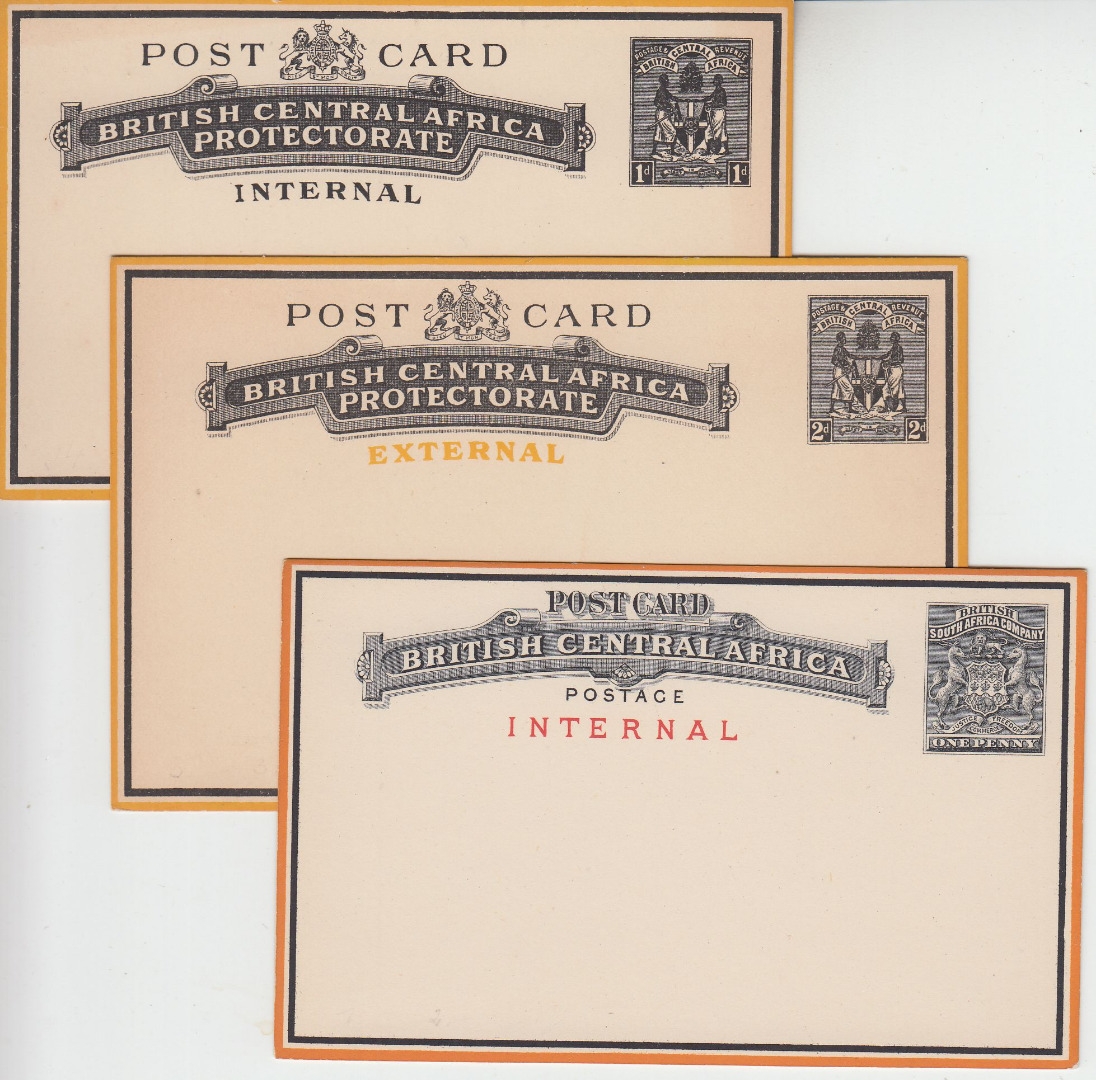 POST CARD
BRITISH CENTRAL AFRICA
PROTECTORATE
INTERNAL
POSTAGE & CENTRAL REVENUE
BRITISH AFRICA
1d 1d
POST CARD
BRITISH CENTRAL AFRICA
PROTECTORATE
EXTERNAL
POSTAGE & CENTRAL REVENUE
BRITISH AFRICA
2d 2d
POST CARD
BRITISH CENTRAL AFRICA
POSTAGE
INTERNAL
BRITISH
SOUTH AFRICA COMPANY
JUSTICE FREEDOM
COMMERCE
ONE PENNY